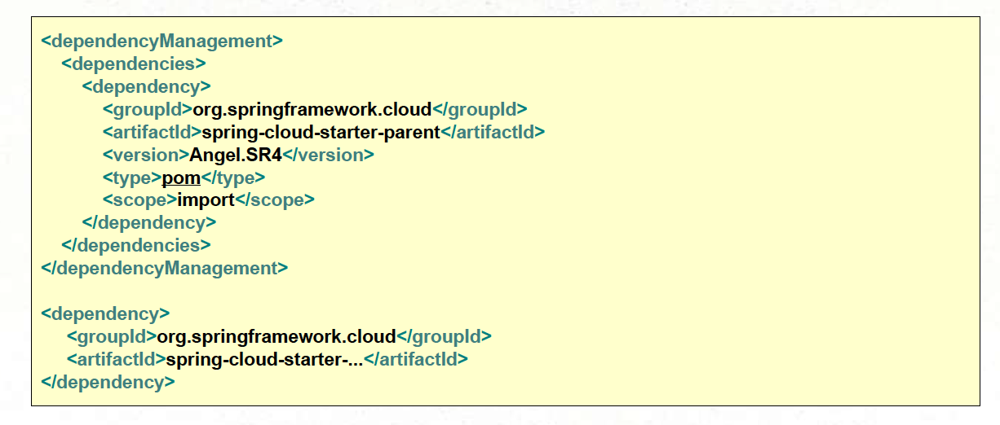 <dependencyManagement>
<dependencies>
<dependency>
<groupId>org.springframework.cloud</groupId>
<artifactId>spring-cloud-starter-parent</artifactId>
<version>Angel.SR4</version>
<type>pom</type>
<scope>import</scope>
</dependency>
</dependencies>
</dependencyManagement>
<dependency>
<groupId>org.springframework.cloud</groupId>
<artifactId>spring-cloud-starter-...</artifactId>
</dependency>